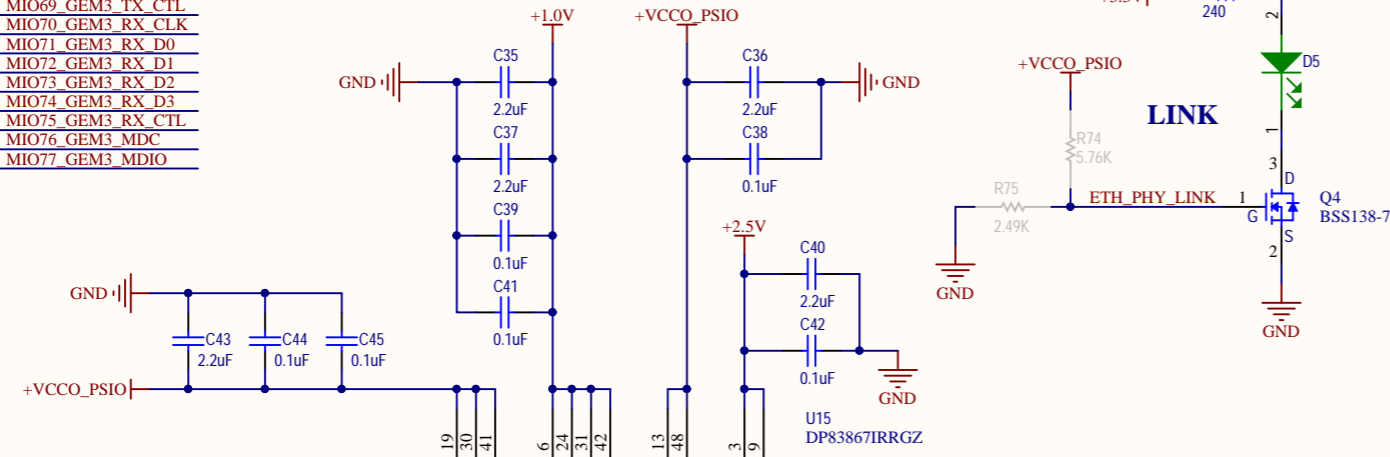 MIO69_GEM3_TX_CTL
MIO70_GEM3_RX_CLK
MIO71_GEM3_RX_D0
MIO72_GEM3_RX_D1
MIO73_GEM3_RX_D2
MIO74_GEM3_RX_D3
MIO75_GEM3_RX_CTL
MIO76_GEM3_MDC
MIO77_GEM3_MDIO
+1.0V
GND
C35
2.2uF
C37
2.2uF
C39
0.1uF
C41
0.1uF
+VCCO_PSIO
C36
2.2uF
GND
C38
0.1uF
+2.5V
C40
2.2uF
C42
0.1uF
GND
GND
C43
2.2uF
C44
0.1uF
C45
0.1uF
+VCCO_PSIO
19
30
41
6
24
31
42
13
48
3
9
U15
DP83867IRRGZ
240
2
D5
1
LINK
+VCCO_PSIO
R74
5.76K
R75
2.49K
GND
ETH_PHY_LINK
1
G
3
D
S
2
Q4
BSS138-7
GND